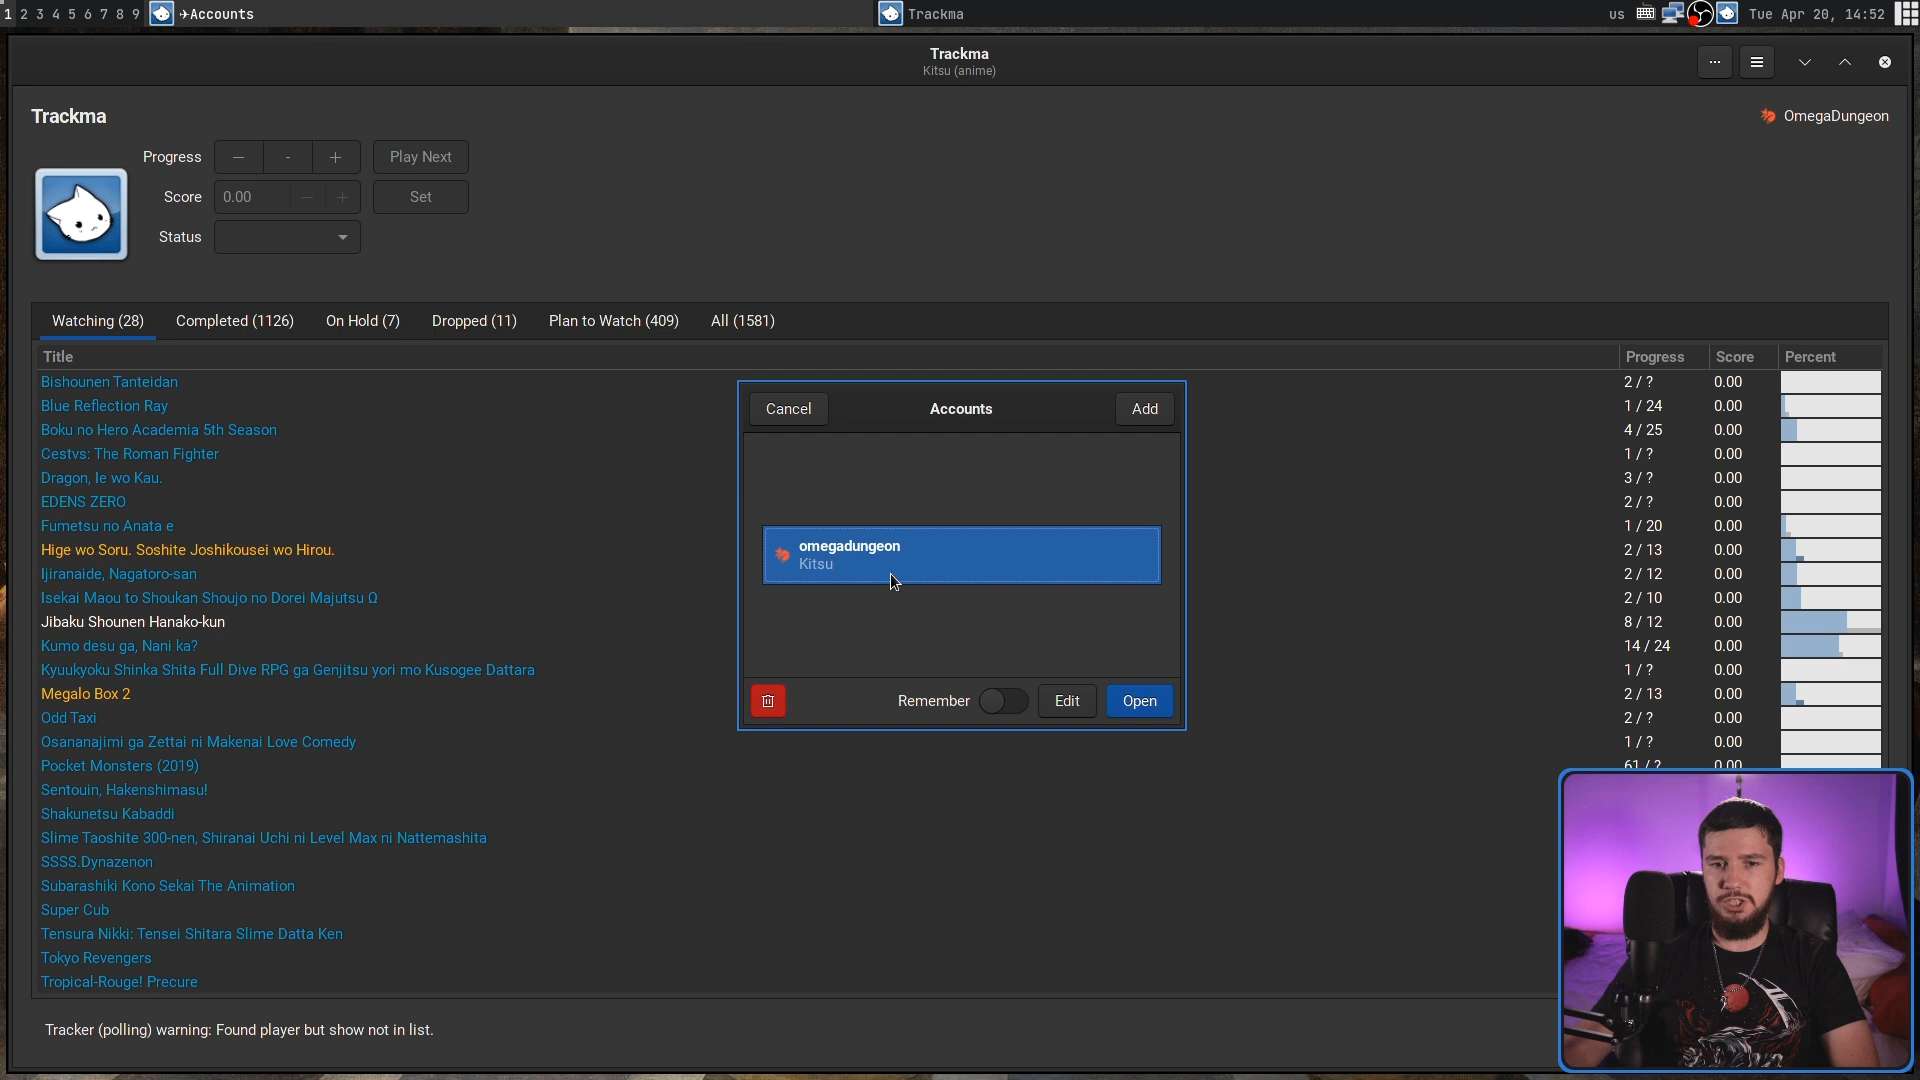 1 2 3 4 5 6 7 8 9 ✈Accounts Trackma us Tue Apr 20, 14:52
Trackma
Kitsu (anime)
Trackma
OmegaDungeon
Progress - Play Next
Score 0.00 Set
Status
Watching (28) Completed (1126) On Hold (7) Dropped (11) Plan to Watch (409) All (1581)
Title Progress Score Percent
Bishounen Tanteidan 2 / ? 0.00
Blue Reflection Ray 1 / 24 0.00
Boku no Hero Academia 5th Season 4 / 25 0.00
Cestvs: The Roman Fighter 1 / ? 0.00
Dragon, Ie wo Kau. 3 / ? 0.00
EDENS ZERO 2 / ? 0.00
Fumetsu no Anata e 1 / 20 0.00
Hige wo Soru. Soshite Joshikousei wo Hirou. 2 / 13 0.00
Ijiranaide, Nagatoro-san 2 / 12 0.00
Isekai Maou to Shoukan Shoujo no Dorei Majutsu Ω 2 / 10 0.00
Jibaku Shounen Hanako-kun 8 / 12 0.00
Kumo desu ga, Nani ka? 14 / 24 0.00
Kyuukyoku Shinka Shita Full Dive RPG ga Genjitsu yori mo Kusogee Dattara 1 / ? 0.00
Megalo Box 2 2 / 13 0.00
Odd Taxi 2 / ? 0.00
Osananajimi ga Zettai ni Makenai Love Comedy 1 / ? 0.00
Pocket Monsters (2019) 61 / ? 0.00
Sentouin, Hakenshimasu!
Shakunetsu Kabaddi
Slime Taoshite 300-nen, Shiranai Uchi ni Level Max ni Nattemashita
SSSS.Dynazenon
Subarashiki Kono Sekai The Animation
Super Cub
Tensura Nikki: Tensei Shitara Slime Datta Ken
Tokyo Revengers
Tropical-Rouge! Precure
Cancel Accounts Add
omegadungeon
Kitsu
Remember Edit Open
Tracker (polling) warning: Found player but show not in list.